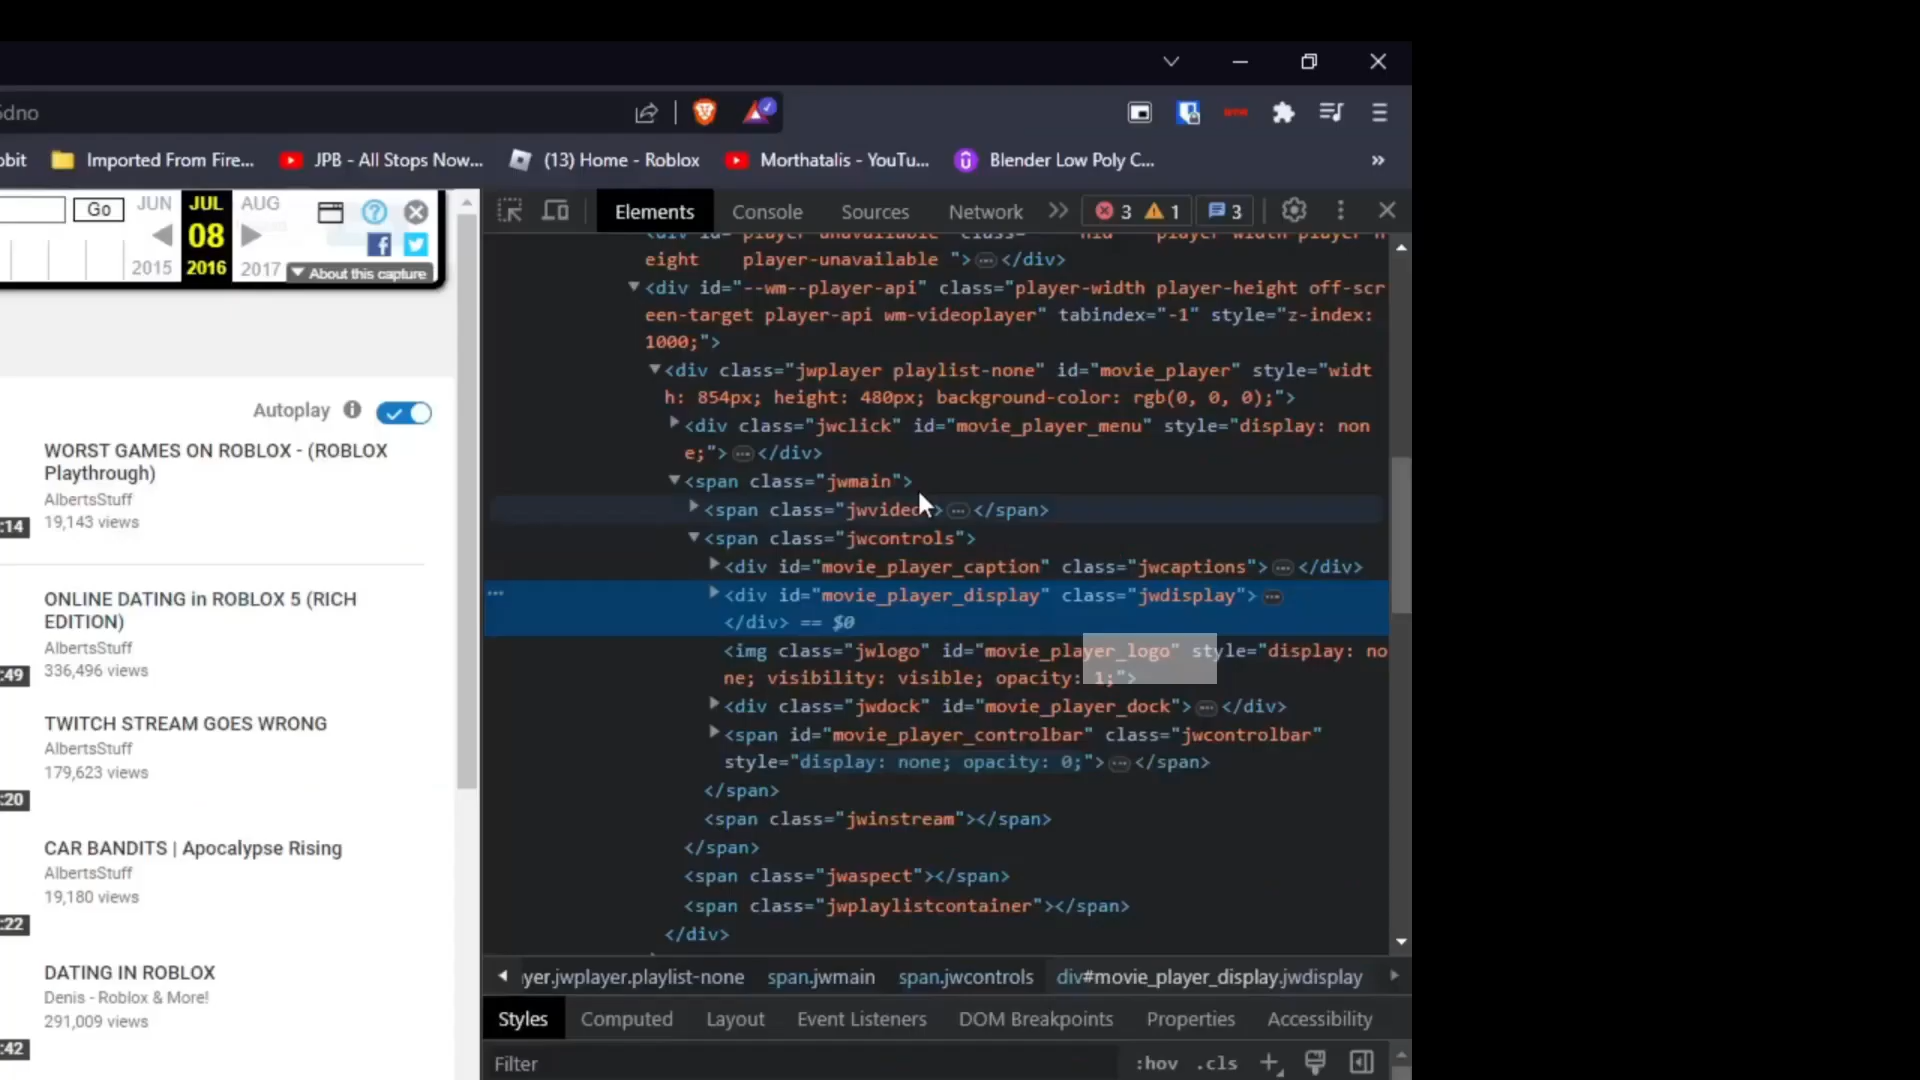 5dno
obit Imported From Fire... JPB - All Stops Now... (13) Home - Roblox Morthatalis - YouTu... Blender Low Poly C... »
Go JUN JUL AUG
08
2015 2016 2017 About this capture
Autoplay
WORST GAMES ON ROBLOX - (ROBLOX
Playthrough)
AlbertsStuff
19,143 views
:14
ONLINE DATING in ROBLOX 5 (RICH
EDITION)
AlbertsStuff
336,496 views
:49
TWITCH STREAM GOES WRONG
AlbertsStuff
179,623 views
:20
CAR BANDITS | Apocalypse Rising
AlbertsStuff
19,180 views
:22
DATING IN ROBLOX
Denis - Roblox & More!
291,009 views
:42
Elements Console Sources Network » 3 1 3
eight player-unavailable "> ... </div>
<div id="--wm--player-api" class="player-width player-height off-scr
een-target player-api wm-videoplayer" tabindex="-1" style="z-index:
1000;">
<div class="jwplayer playlist-none" id="movie_player" style="widt
h: 854px; height: 480px; background-color: rgb(0, 0, 0);">
<div class="jwclick" id="movie_player_menu" style="display: non
e;"> ... </div>
<span class="jwmain">
<span class="jwvideo"> ... </span>
<span class="jwcontrols">
<div id="movie_player_caption" class="jwcaptions"> ... </div>
<div id="movie_player_display" class="jwdisplay"> ...
</div> == $0
<img class="jwlogo" id="movie_player_logo" style="display: no
ne; visibility: visible; opacity: 1;">
<div class="jwdock" id="movie_player_dock"> ... </div>
<span id="movie_player_controlbar" class="jwcontrolbar"
style="display: none; opacity: 0;"> ... </span>
</span>
<span class="jwinstream"></span>
</span>
<span class="jwaspect"></span>
<span class="jwplaylistcontainer"></span>
</div>
yer.jwplayer.playlist-none span.jwmain span.jwcontrols div#movie_player_display.jwdisplay
Styles Computed Layout Event Listeners DOM Breakpoints Properties Accessibility
Filter :hov .cls